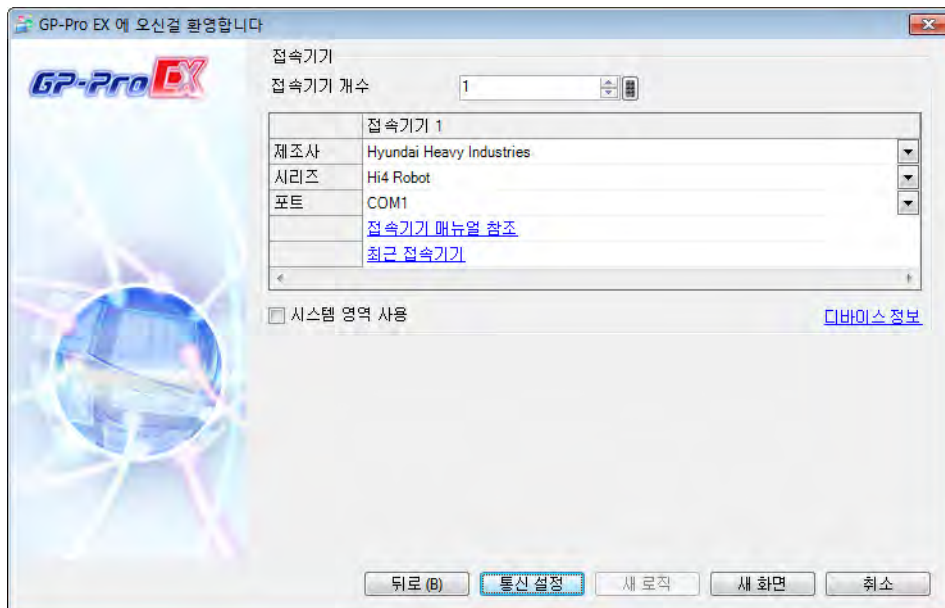 GP-Pro EX 에 오신걸 환영합니다
GP-Pro EX
접속기기
접속기기 개수 1
접속기기 1
제조사 Hyundai Heavy Industries
시리즈 Hi4 Robot
포트 COM1
접속기기 매뉴얼 참조
최근 접속기기
시스템 영역 사용 디바이스 정보
뒤로 (B) 통신 설정 새 로직 새 화면 취소